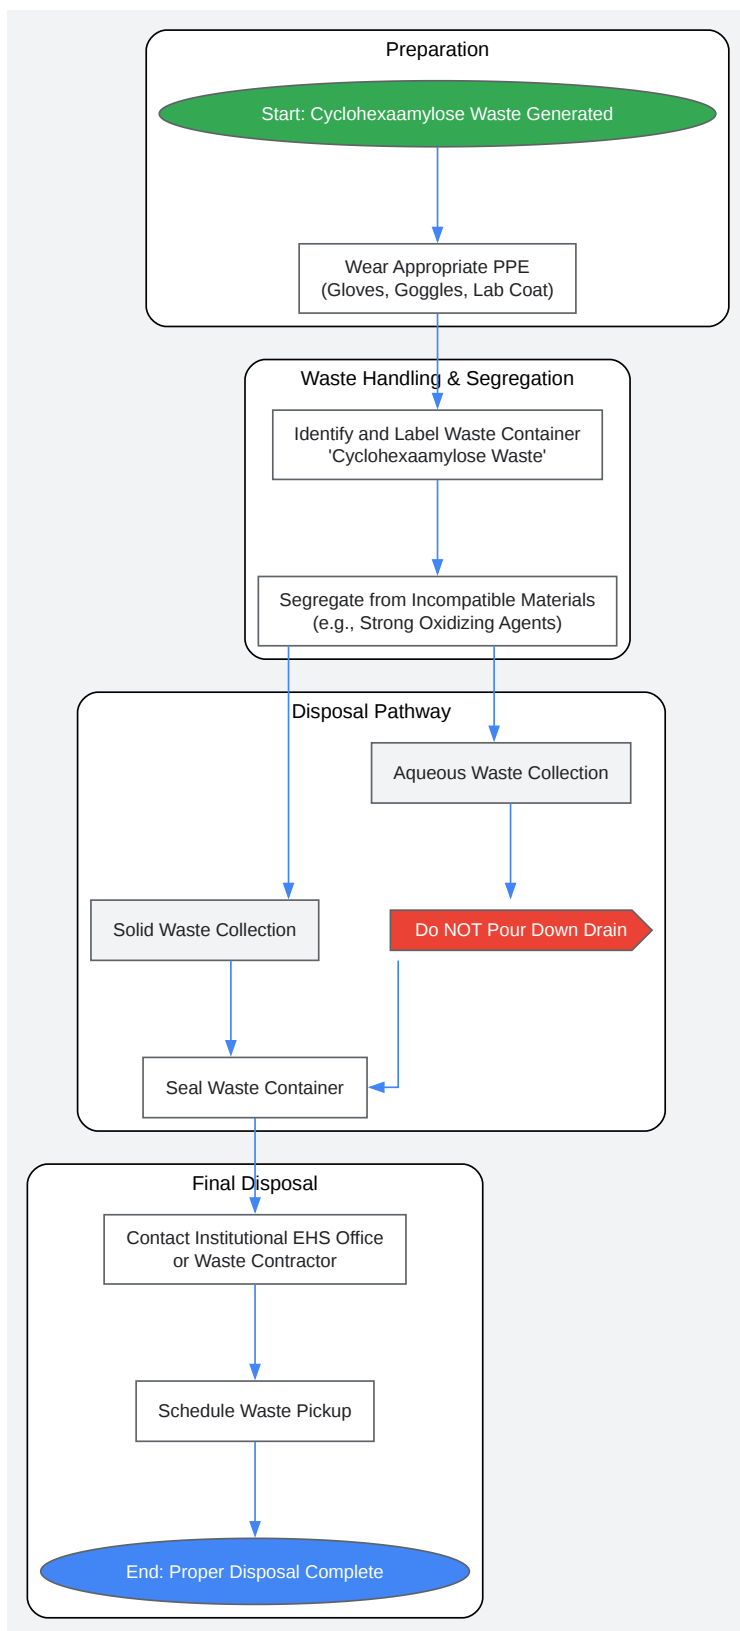 Preparation
Start: Cyclohexaamylose Waste Generated
Wear Appropriate PPE
(Gloves, Goggles, Lab Coat)
Waste Handling & Segregation
Identify and Label Waste Container
'Cyclohexaamylose Waste'
Segregate from Incompatible Materials
(e.g., Strong Oxidizing Agents)
Disposal Pathway
Aqueous Waste Collection
Solid Waste Collection
Do NOT Pour Down Drain
Seal Waste Container
Final Disposal
Contact Institutional EHS Office
or Waste Contractor
Schedule Waste Pickup
End: Proper Disposal Complete